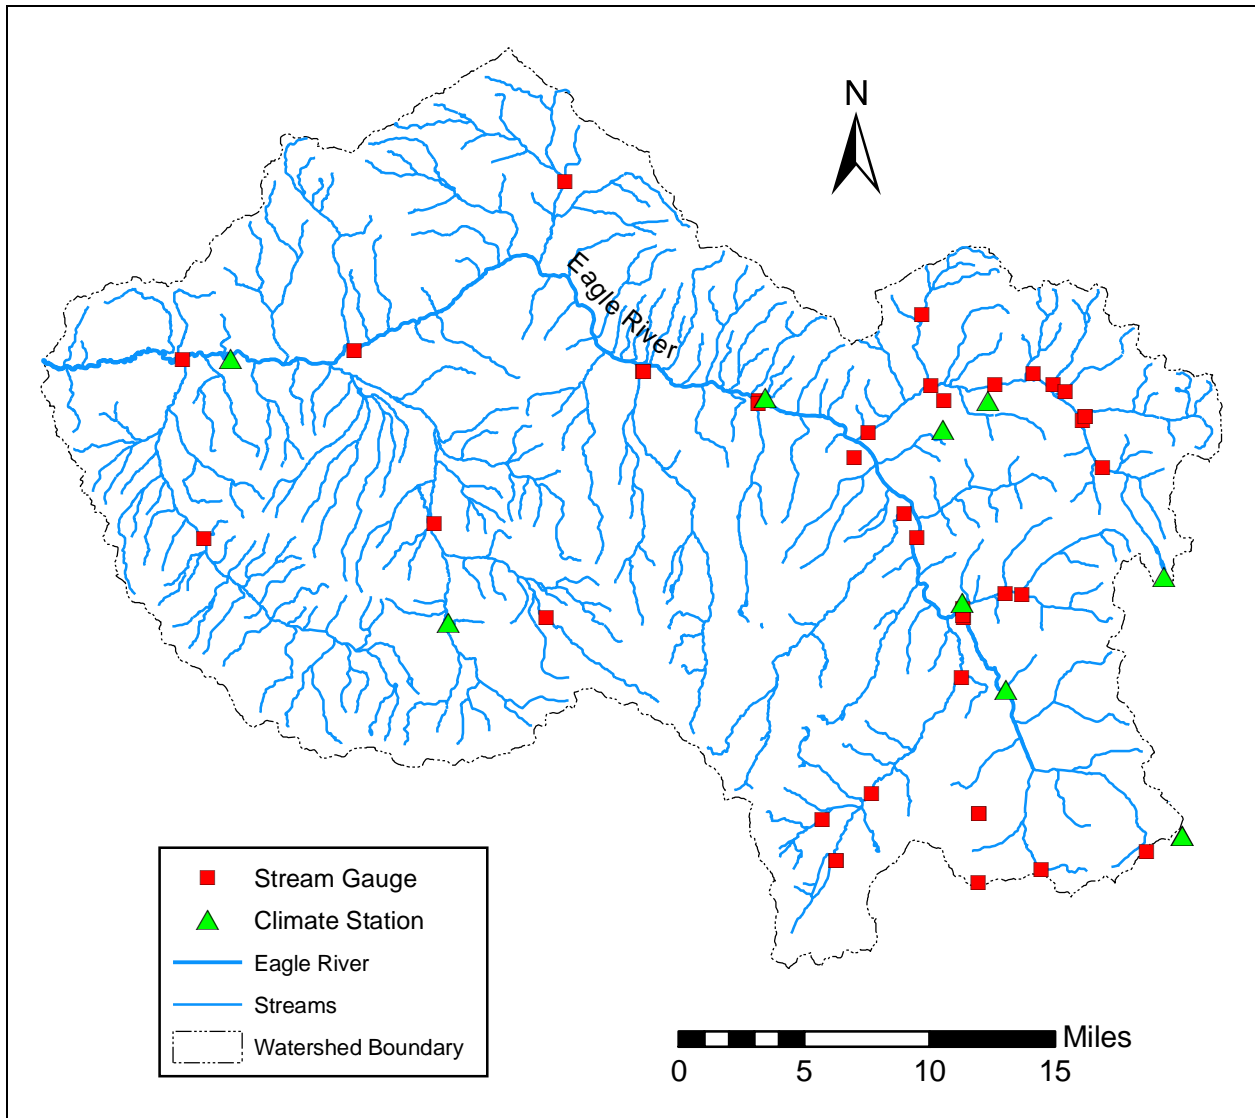 N
Eagle River
Stream Gauge
Climate Station
Eagle River
Streams
Watershed Boundary
Miles
0 5 10 15